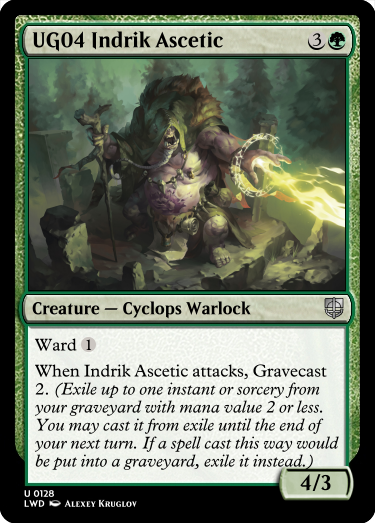 UG04 Indrik Ascetic 3
Creature — Cyclops Warlock
Ward 1
When Indrik Ascetic attacks, Gravecast
2. (Exile up to one instant or sorcery from
your graveyard with mana value 2 or less.
You may cast it from exile until the end of
your next turn. If a spell cast this way would
be put into a graveyard, exile it instead.)
4/3
U 0128
LWD Alexey Kruglov